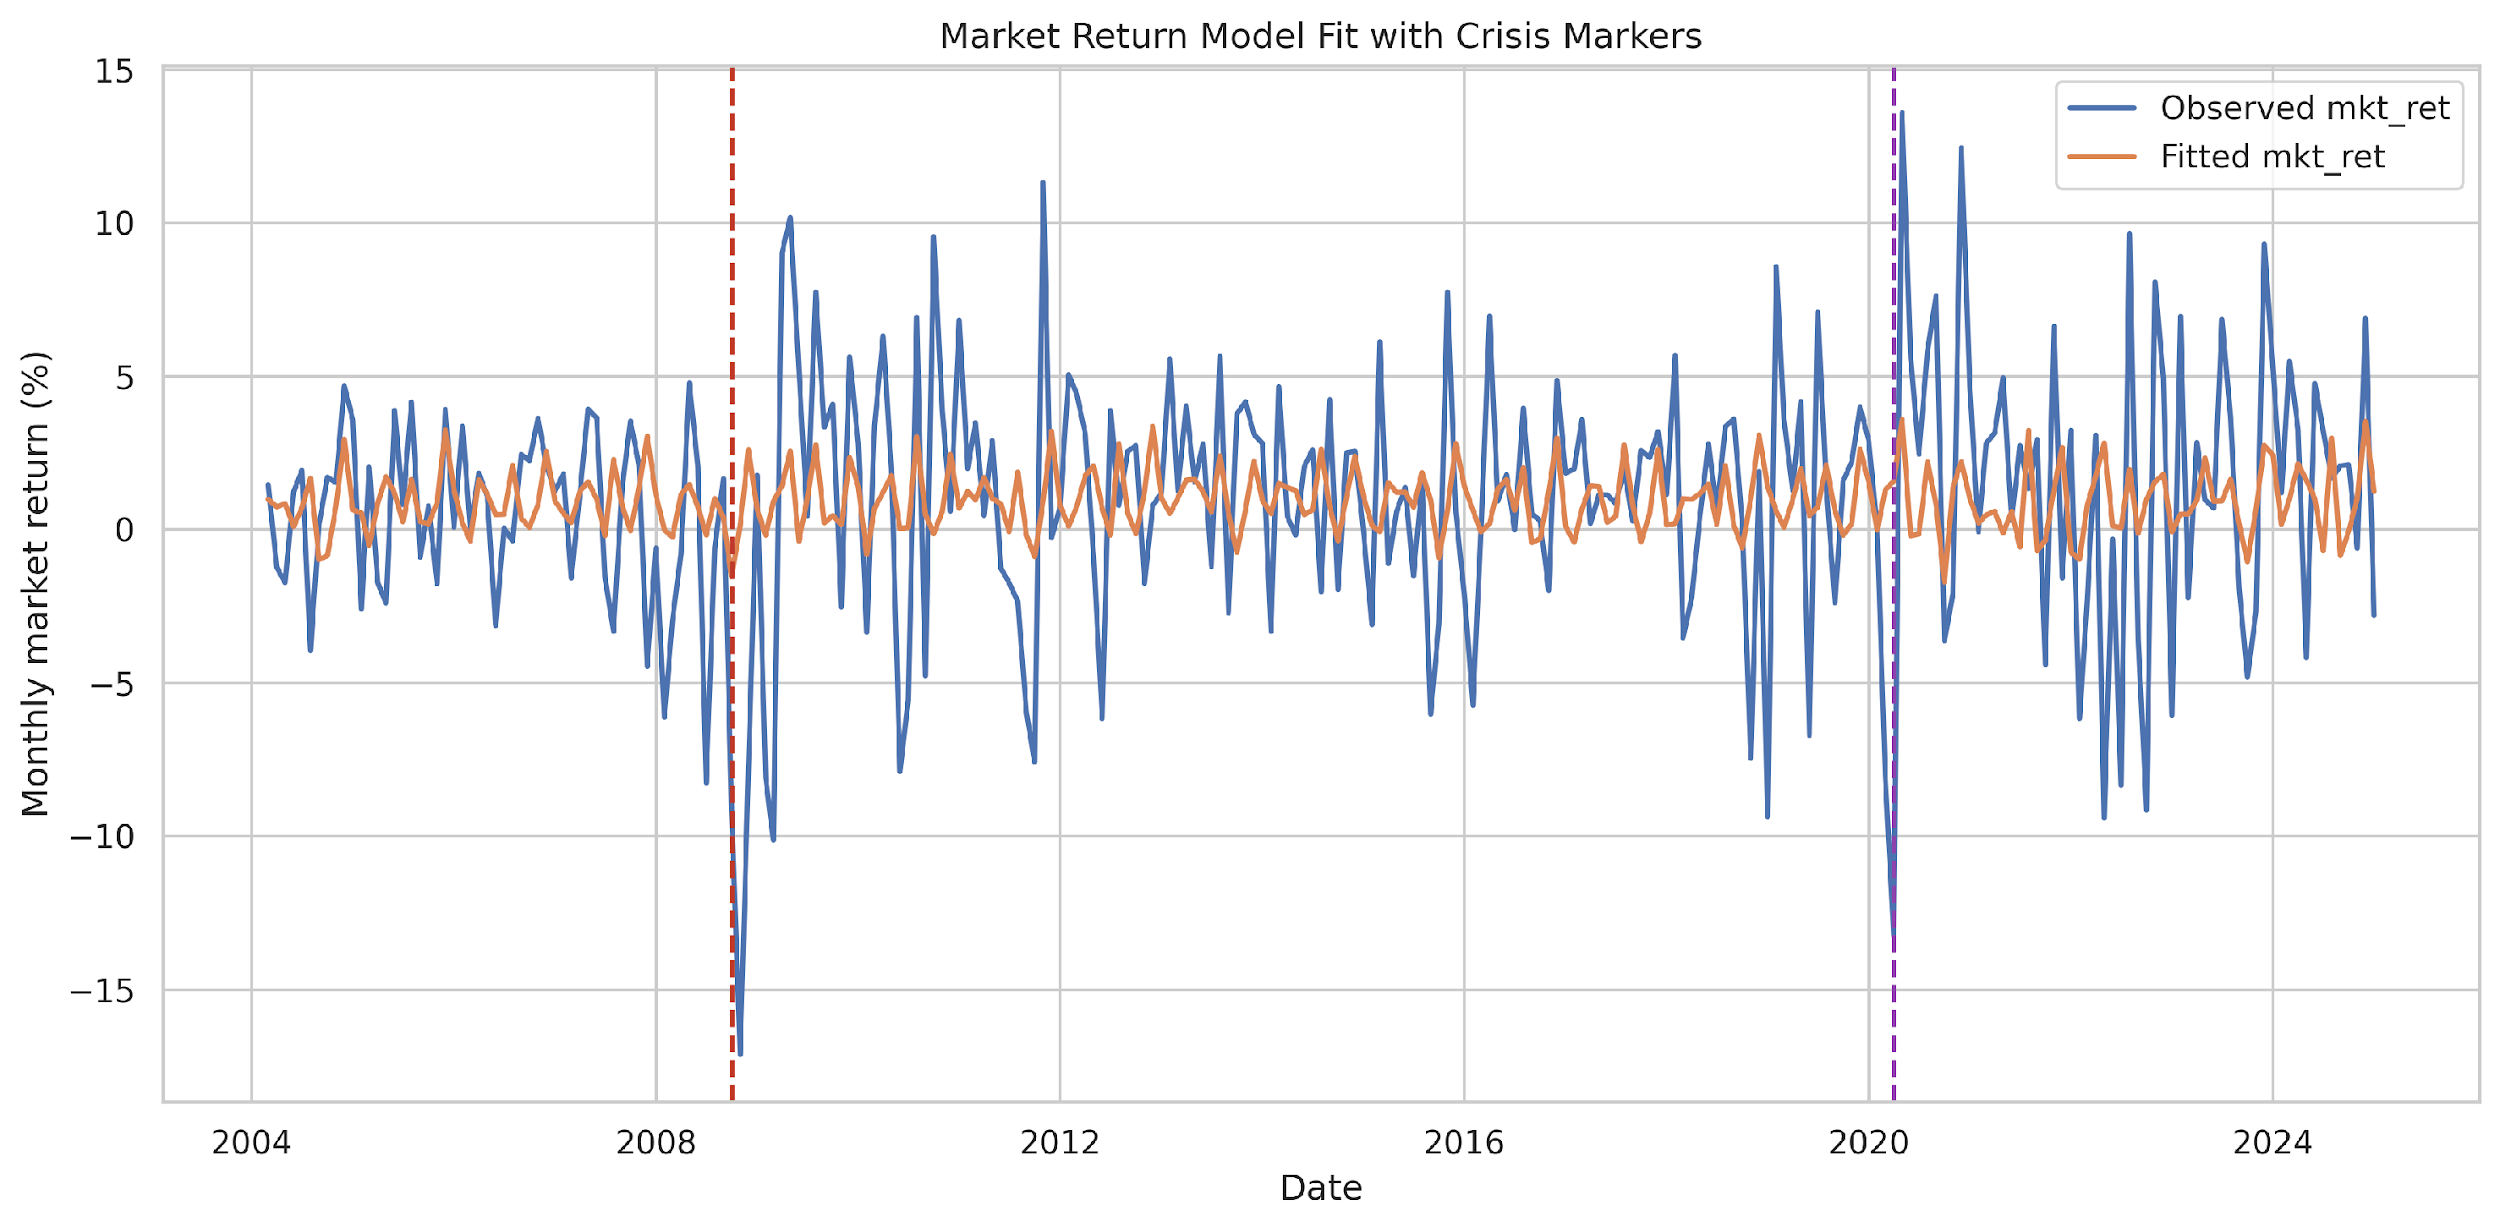 Market Return Model Fit with Crisis Markers
Observed mkt_ret
Fitted mkt_ret
Monthly market return (%)
15
10
5
0
−5
−10
−15
2004
2008
2012
2016
2020
2024
Date